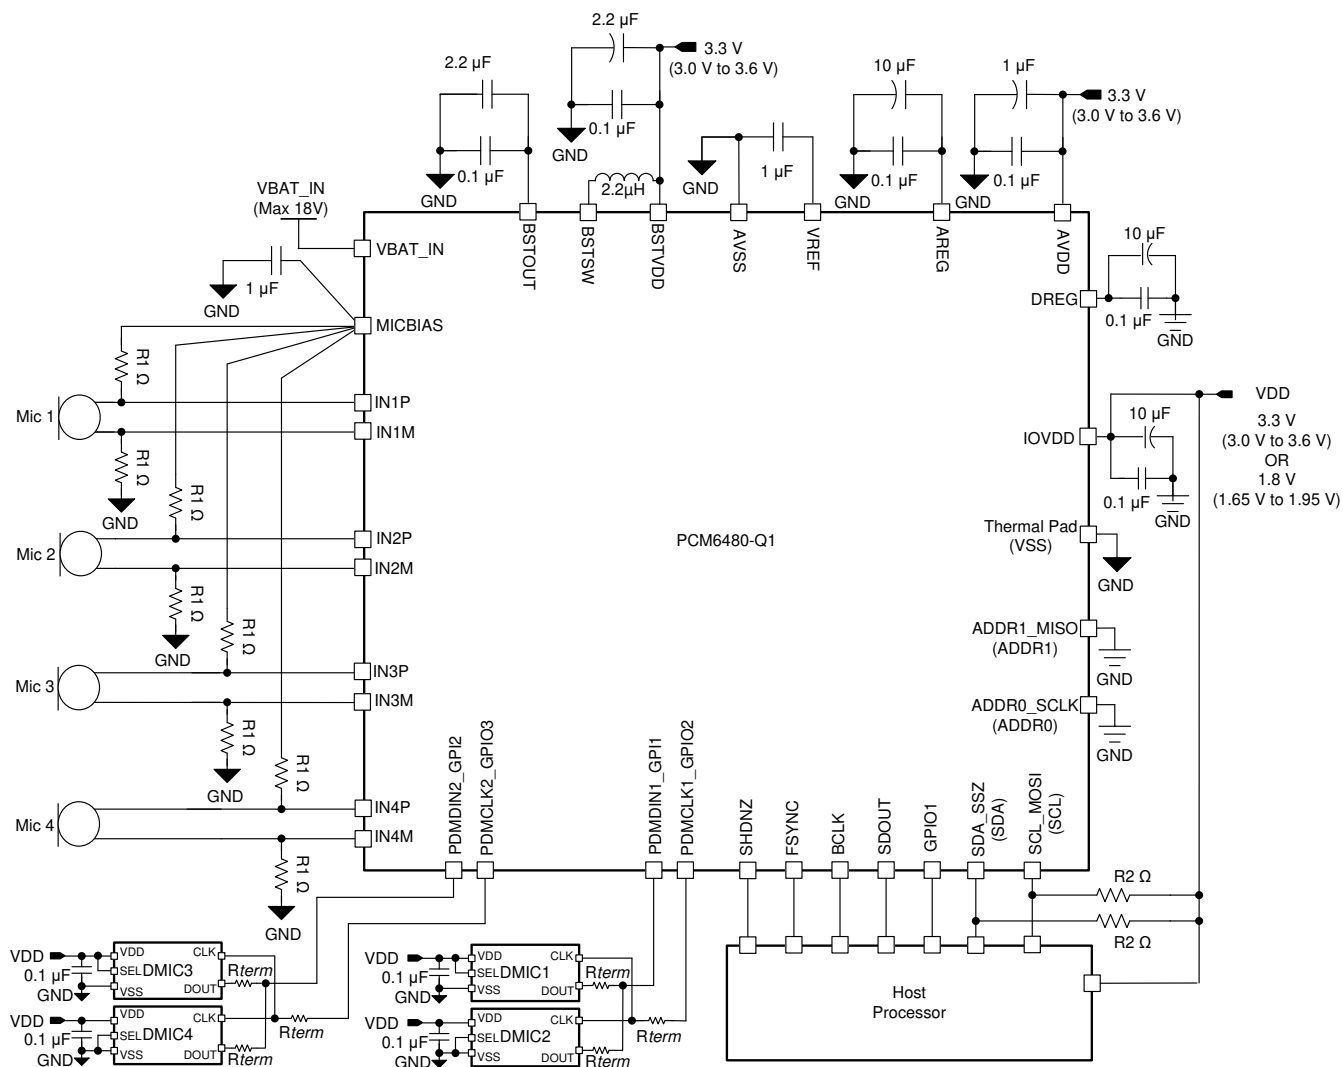 2.2 µF
3.3 V
(3.0 V to 3.6 V)
2.2 µF
0.1 µF
GND
0.1 µF
GND
2.2µH
GND
1 µF
10 µF
0.1 µF
GND
1 µF
3.3 V
(3.0 V to 3.6 V)
0.1 µF
GND
VBAT_IN
(Max 18V)
VBAT_IN
BSTOUT
BSTSW
BSTVDD
AVSS
VREF
AREG
AVDD
1 µF
GND
MICBIAS
10 µF
DREG
0.1 µF
GND
R1 Ω
Mic 1
IN1P
IN1M
R1 Ω
GND
VDD
3.3 V
(3.0 V to 3.6 V)
OR
1.8 V
(1.65 V to 1.95 V)
10 µF
IOVDD
0.1 µF
GND
R1 Ω
Mic 2
IN2P
IN2M
R1 Ω
GND
PCM6480-Q1
Thermal Pad
(VSS)
GND
R1 Ω
Mic 3
IN3P
IN3M
R1 Ω
GND
ADDR1_MISO
(ADDR1)
GND
ADDR0_SCLK
(ADDR0)
GND
R1 Ω
Mic 4
IN4P
IN4M
R1 Ω
GND
PDMDIN2_GPI2
PDMCLK2_GPIO3
PDMDIN1_GPI1
PDMCLK1_GPIO2
SHDNZ
FSYNC
BCLK
SDOUT
GPIO1
SDA_SSZ
(SDA)
SCL_MOSI
(SCL)
R2 Ω
R2 Ω
VDD
0.1 µF
GND
VDD
SEL
VSS
DMIC3
CLK
DOUT
Rterm
VDD
0.1 µF
GND
VDD
SEL
VSS
DMIC4
CLK
DOUT
Rterm
Rterm
VDD
0.1 µF
GND
VDD
SEL
VSS
DMIC1
CLK
DOUT
Rterm
VDD
0.1 µF
GND
VDD
SEL
VSS
DMIC2
CLK
DOUT
Rterm
Rterm
Host
Processor